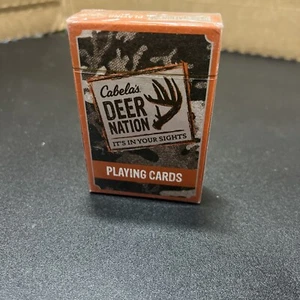 Cabela's
DEER
NATION
IT'S IN YOUR SIGHTS
PLAYING CARDS